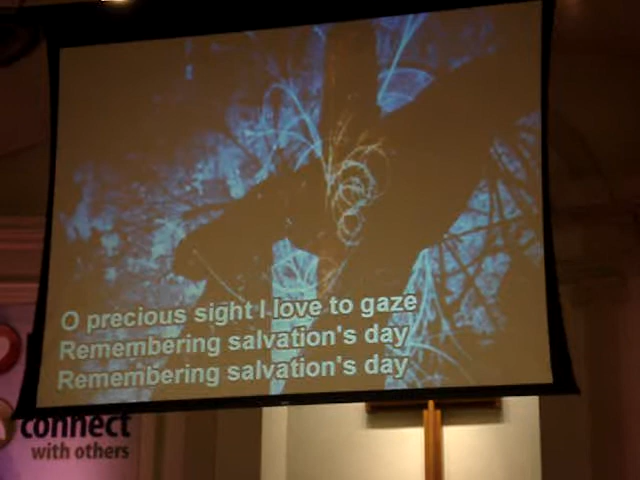 O precious sight I love to gaze
Remembering salvation's day
Remembering salvation's day
connect
with others